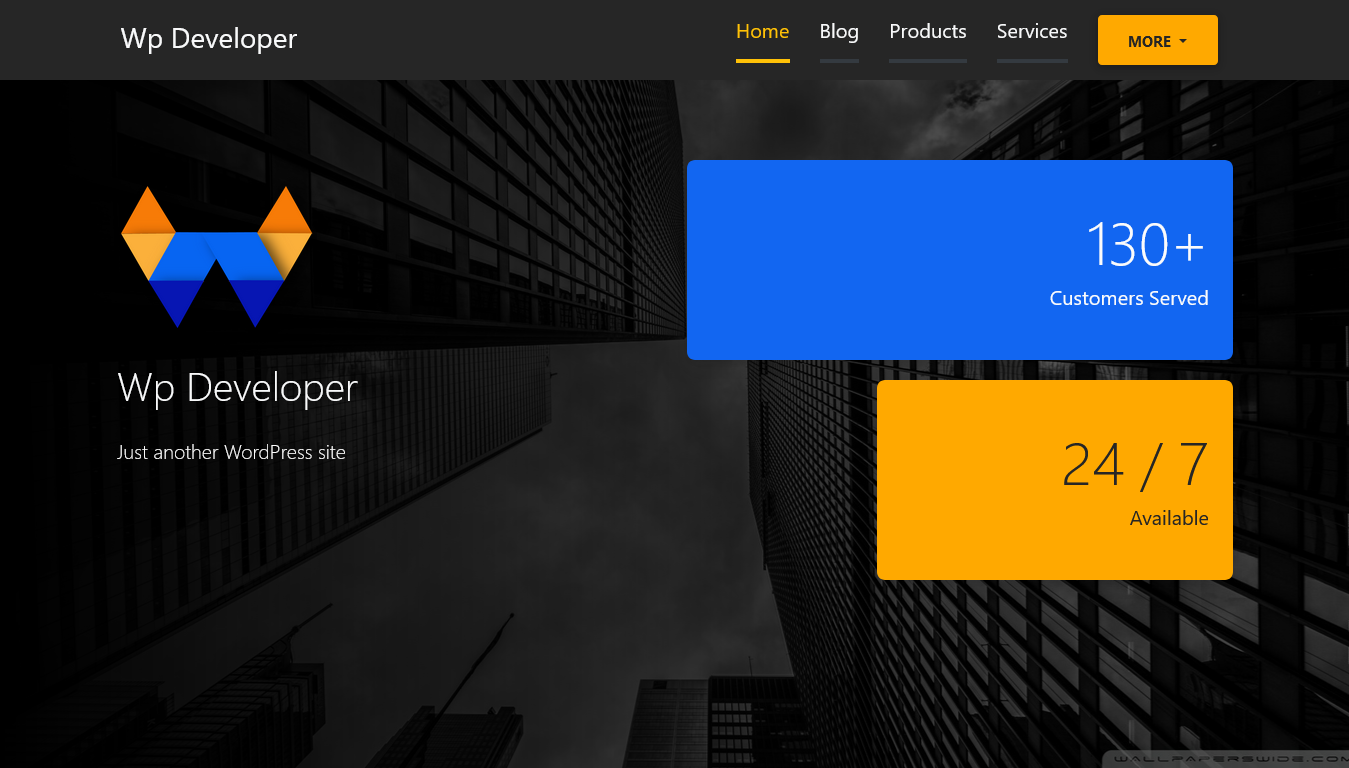 Wp Developer
Home Blog Products Services MORE
130+
Customers Served
Wp Developer
Just another WordPress site
24 / 7
Available
WALLPAPERSWIDE.COM